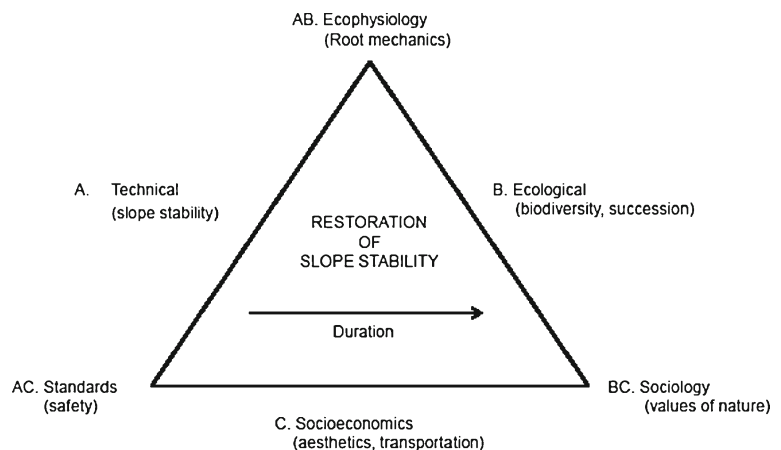 AB. Ecophysiology
(Root mechanics)
A. Technical
(slope stability)
B. Ecological
(biodiversity, succession)
RESTORATION
OF
SLOPE STABILITY
Duration
AC. Standards
(safety)
BC. Sociology
(values of nature)
C. Socioeconomics
(aesthetics, transportation)